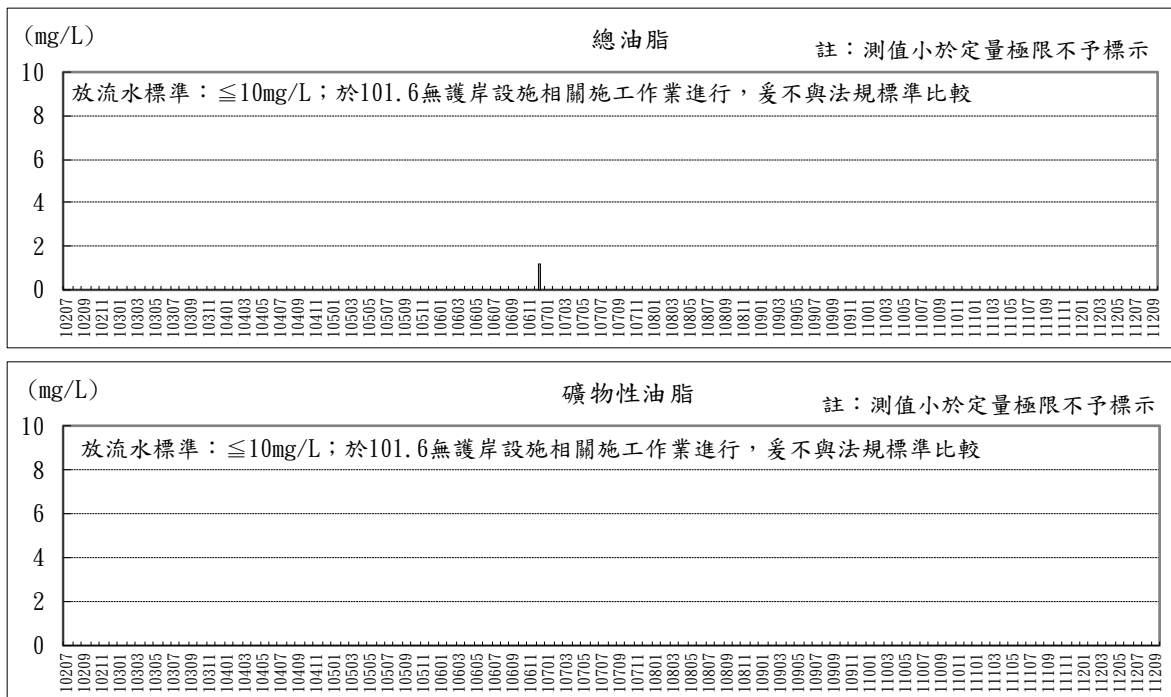 (mg/L)
總油脂
註：測值小於定量極限不予標示
放流水標準：≦10mg/L；於101.6無護岸設施相關施工作業進行，爰不與法規標準比較
10
8
6
4
2
0
10207 10209 10211 10301 10303 10305 10307 10309 10311 10401 10403 10405 10407 10409 10411 10501 10503 10505 10507 10509 10511 10601 10603 10605 10607 10609 10611 10701 10703 10705 10707 10709 10711 10801 10803 10805 10807 10809 10811 10901 10903 10905 10907 10909 10911 11001 11003 11005 11007 11009 11011 11101 11103 11105 11107 11109 11111 11201 11203 11205 11207 11209
(mg/L)
礦物性油脂
註：測值小於定量極限不予標示
放流水標準：≦10mg/L；於101.6無護岸設施相關施工作業進行，爰不與法規標準比較
10
8
6
4
2
0
10207 10209 10211 10301 10303 10305 10307 10309 10311 10401 10403 10405 10407 10409 10411 10501 10503 10505 10507 10509 10511 10601 10603 10605 10607 10609 10611 10701 10703 10705 10707 10709 10711 10801 10803 10805 10807 10809 10811 10901 10903 10905 10907 10909 10911 11001 11003 11005 11007 11009 11011 11101 11103 11105 11107 11109 11111 11201 11203 11205 11207 11209